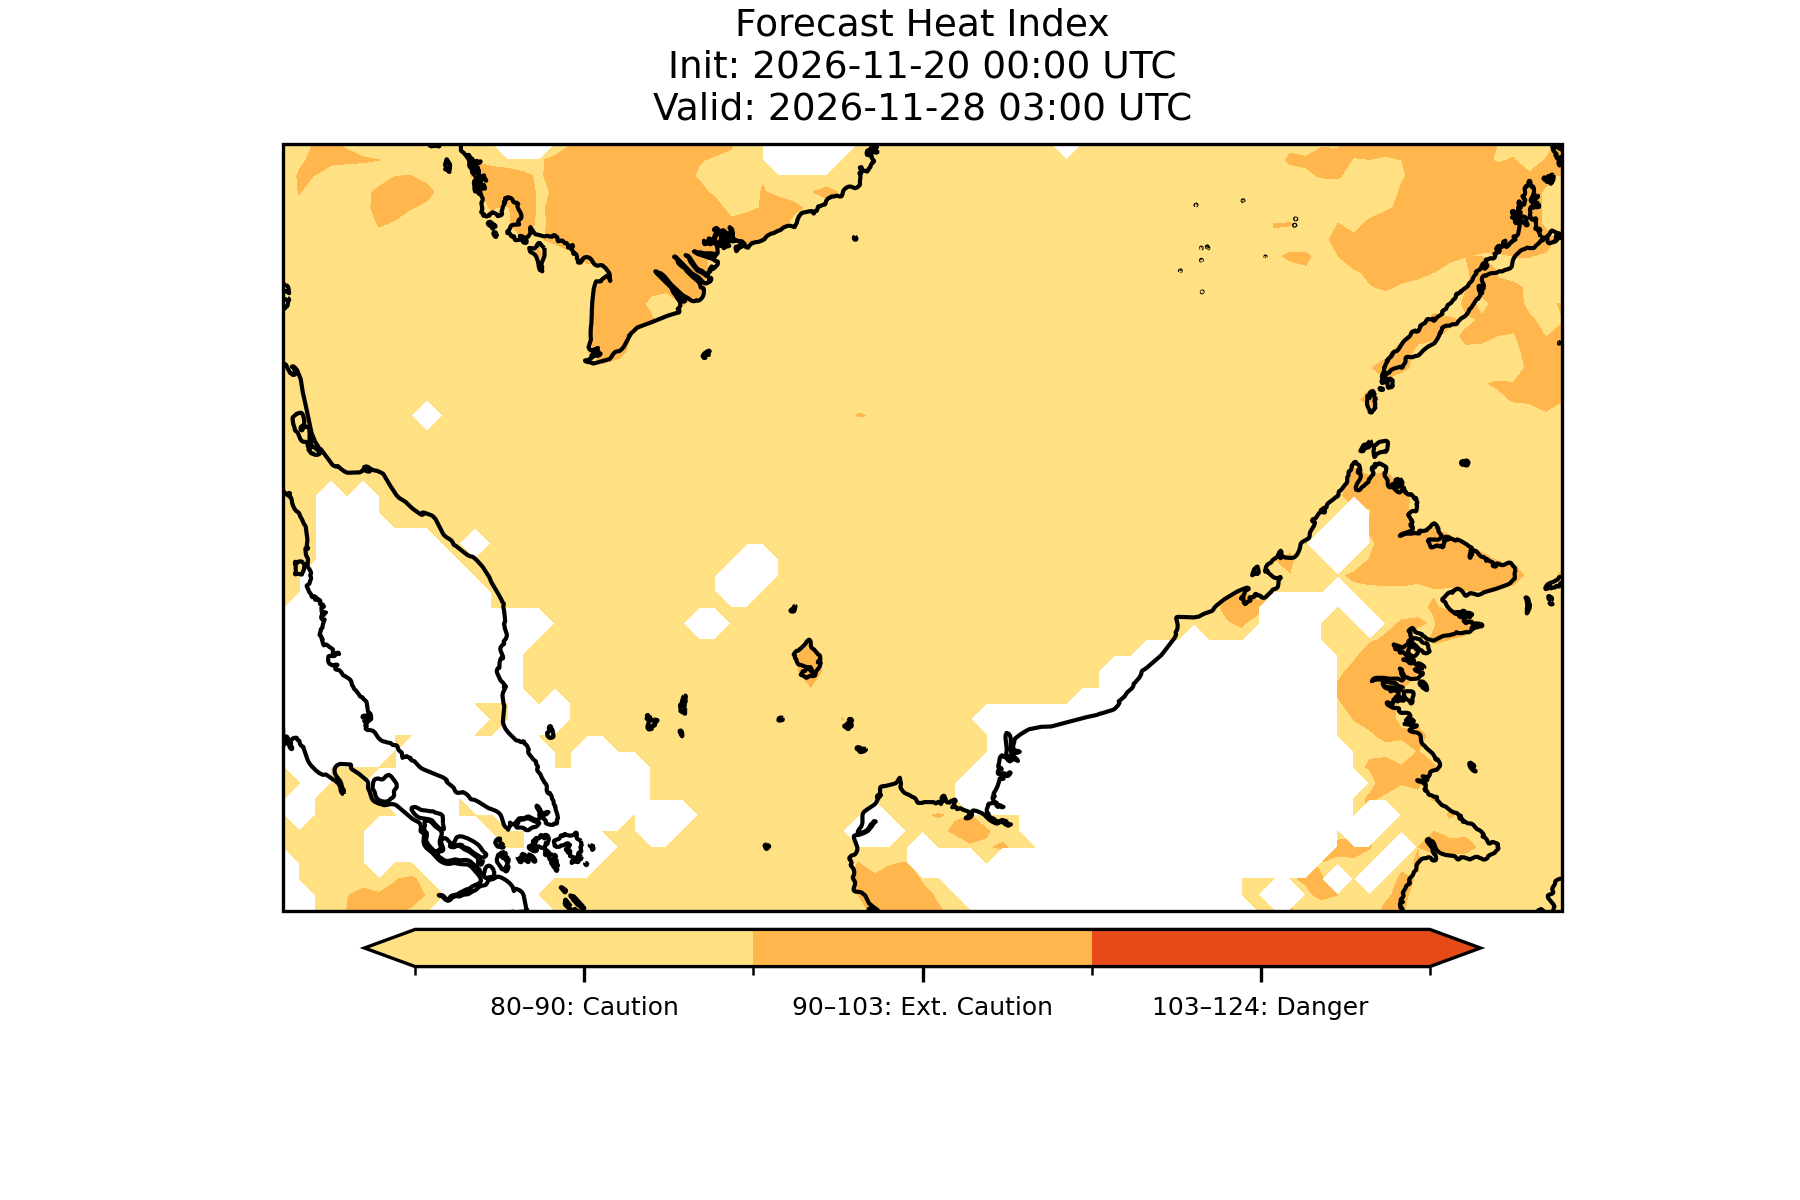 Forecast Heat Index
Init: 2026-11-20 00:00 UTC
Valid: 2026-11-28 03:00 UTC
80–90: Caution
90–103: Ext. Caution
103–124: Danger